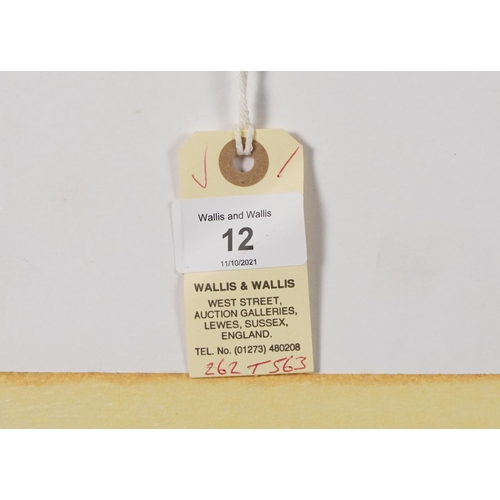 Wallis and Wallis
12
11/10/2021
WALLIS & WALLIS
WEST STREET,
AUCTION GALLERIES,
LEWES, SUSSEX,
ENGLAND.
TEL. No. (01273) 480208
262 T563